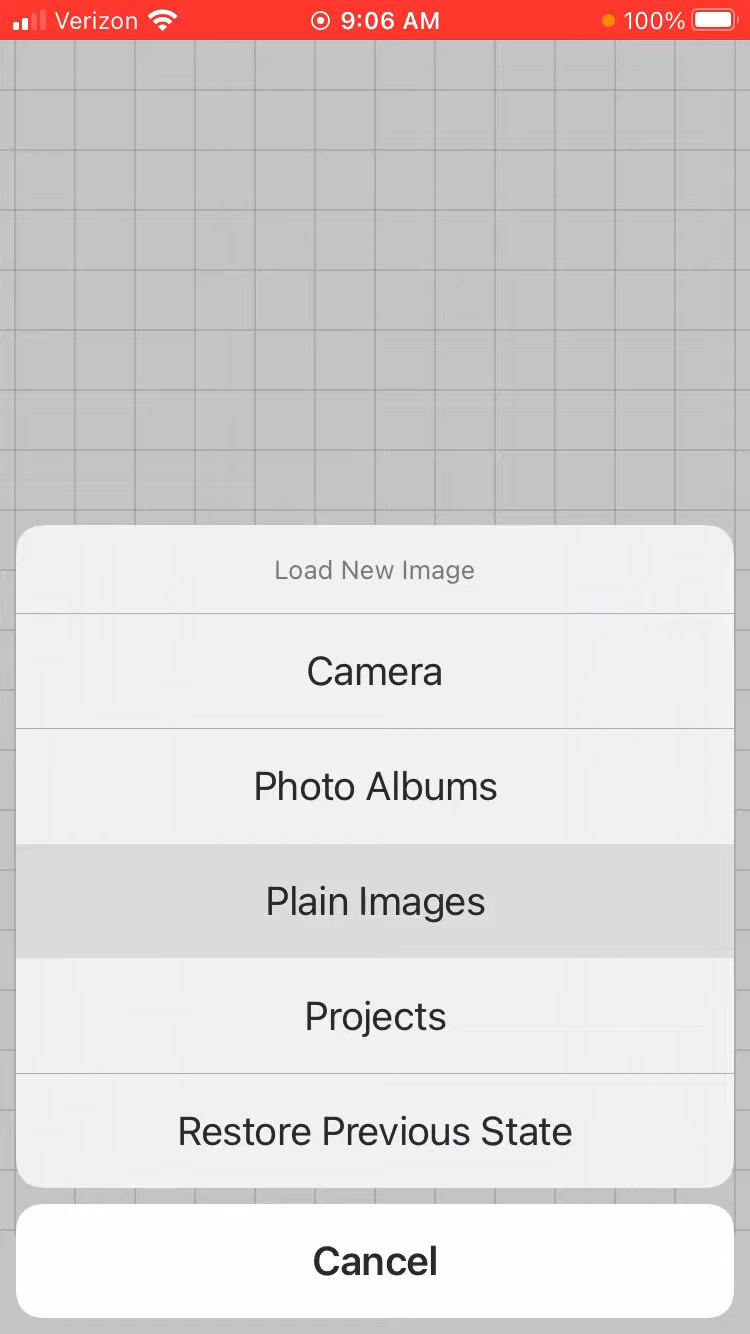 Verizon 9:06 AM 100%
Load New Image
Camera
Photo Albums
Plain Images
Projects
Restore Previous State
Cancel